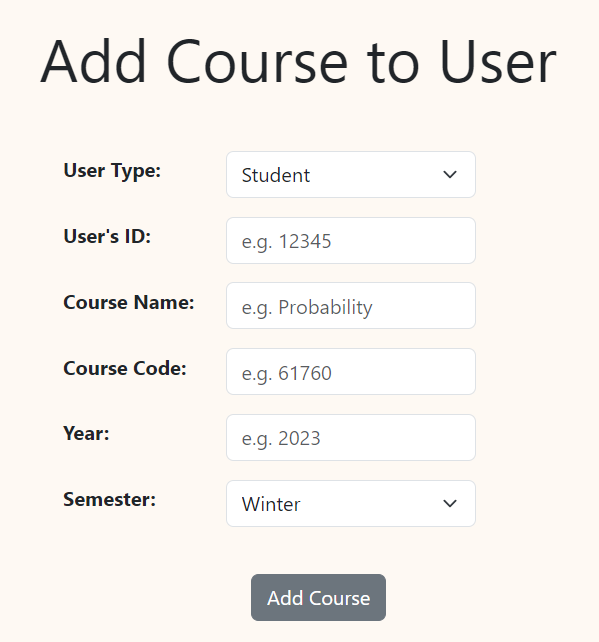 Add Course to User
User Type: Student
User's ID: e.g. 12345
Course Name: e.g. Probability
Course Code: e.g. 61760
Year: e.g. 2023
Semester: Winter
Add Course